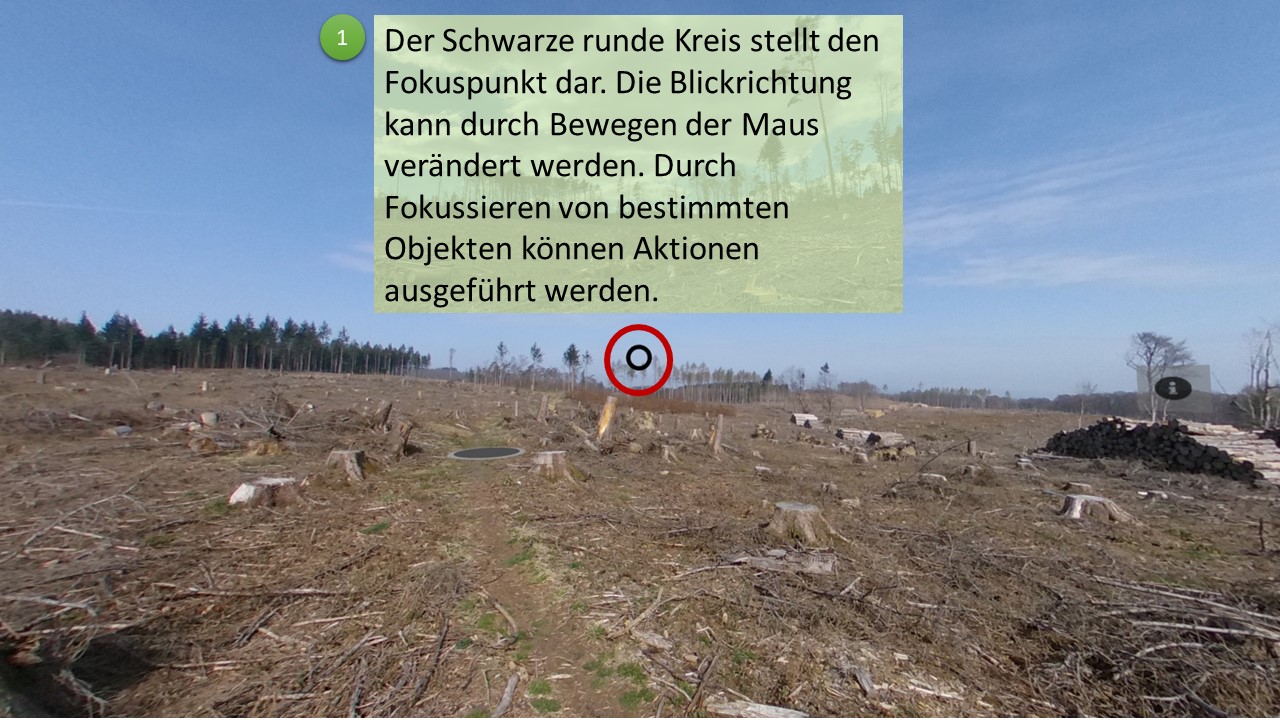 1
Der Schwarze runde Kreis stellt den
Fokuspunkt dar. Die Blickrichtung
kann durch Bewegen der Maus
verändert werden. Durch
Fokussieren von bestimmten
Objekten können Aktionen
ausgeführt werden.
i